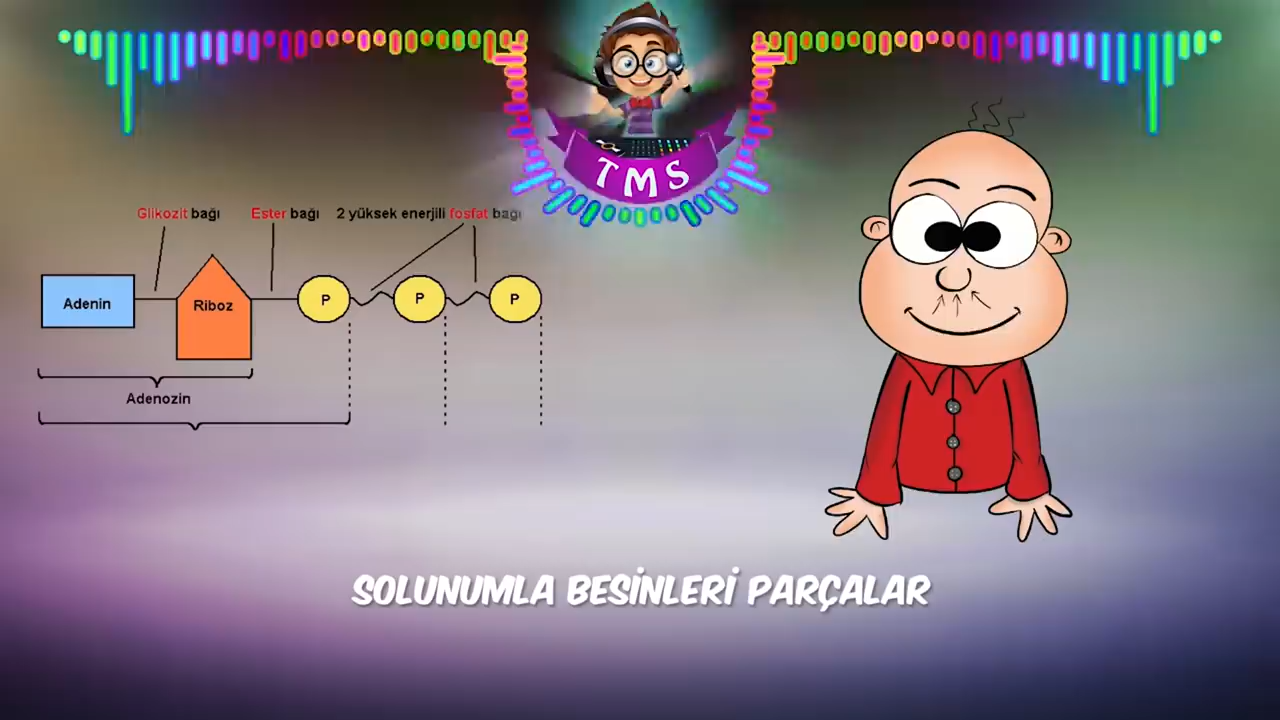 TMS
Glikozit bağı Ester bağı 2 yüksek enerjili fosfat bağı
Adenin Riboz P P P
Adenozin
SOLUNUMLA BESİNLERİ PARÇALAR